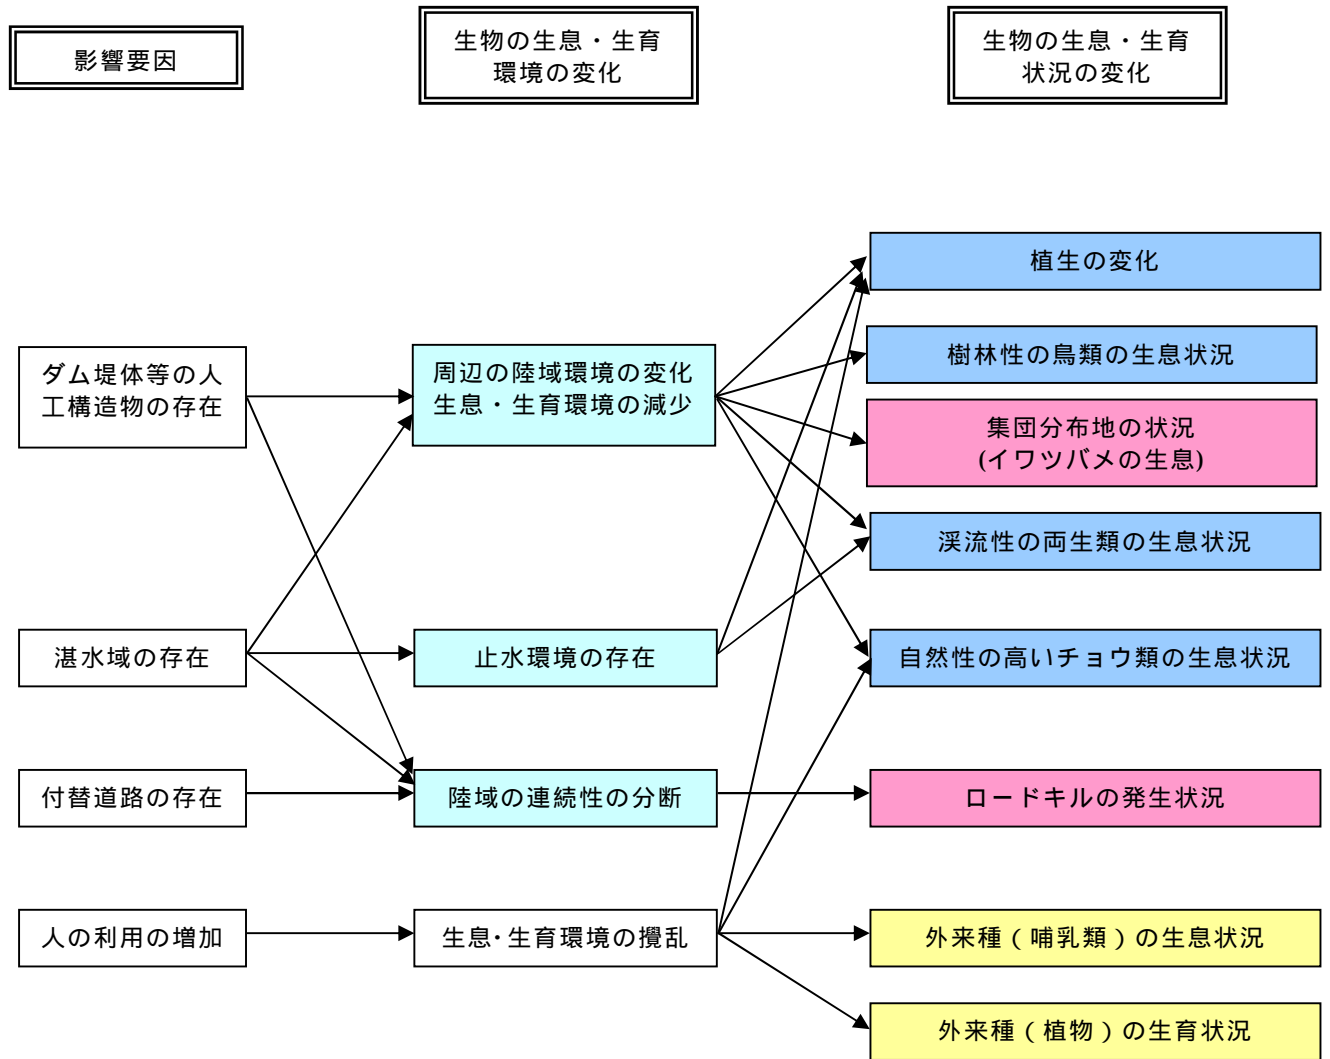 影響要因
生物の生息・生育
環境の変化
生物の生息・生育
状況の変化
植生の変化
樹林性の鳥類の生息状況
ダム堤体等の人
工構造物の存在
周辺の陸域環境の変化
生息・生育環境の減少
集団分布地の状況
(イワツバメの生息)
渓流性の両生類の生息状況
湛水域の存在
止水環境の存在
自然性の高いチョウ類の生息状況
付替道路の存在
陸域の連続性の分断
ロードキルの発生状況
人の利用の増加
生息・生育環境の攪乱
外来種（哺乳類）の生息状況
外来種（植物）の生育状況